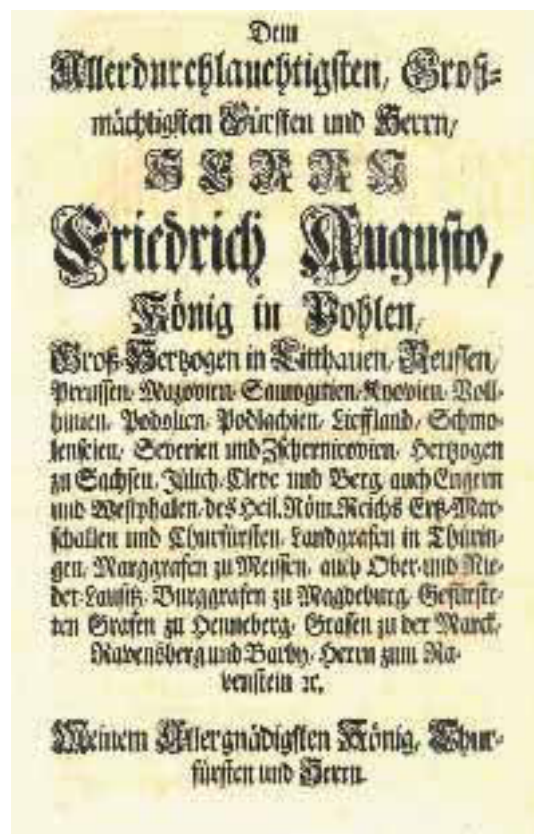 Dem
Allerdurchlauchtigsten, Groß-
mächtigsten Fürsten und Herrn,
HERRN
Friedrich Augusto,
König in Pohlen,
Groß-Hertzogen in Litthauen, Reussen,
Preussen, Mazovien, Samogitien, Kyovien, Voll-
hinien, Podolien, Podlachien, Lieffland, Schmo-
lenscien, Severien und Zschernicovien, Hertzogen
zu Sachsen, Jülich, Cleve und Berg, auch Engern
und Westphalen, des Heil. Röm. Reichs Ertz-Mar-
schallen und Churfürsten, Landgrafen in Thürin-
gen, Marggrafen zu Meissen, auch Ober- und Nie-
der-Lausitz, Burggrafen zu Magdeburg, Gefürste-
ten Grafen zu Henneberg, Grafen zu der Marck,
Ravensberg und Barby, Herrn zum Ra-
venstein ꝛc.
Meinem Allergnädigsten König, Chur-
fürsten und Herrn.